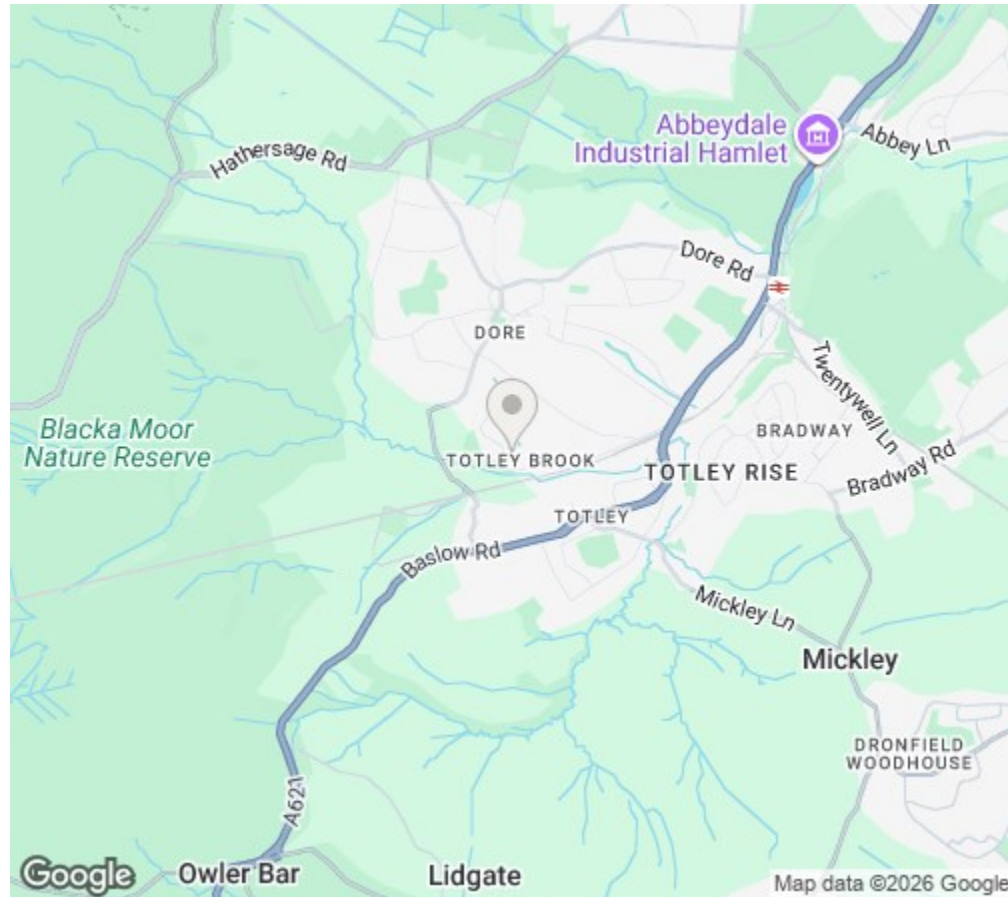 Abbeydale
Industrial Hamlet
Abbey Ln
Hathersage Rd
Dore Rd
DORE
Twentywell Ln
Blacka Moor
Nature Reserve
BRADWAY
TOTLEY BROOK
TOTLEY RISE
Bradway Rd
TOTLEY
Baslow Rd
Mickley Ln
Mickley
DRONFIELD
WOODHOUSE
A621
Owler Bar
Lidgate
Google
Map data ©2026 Google